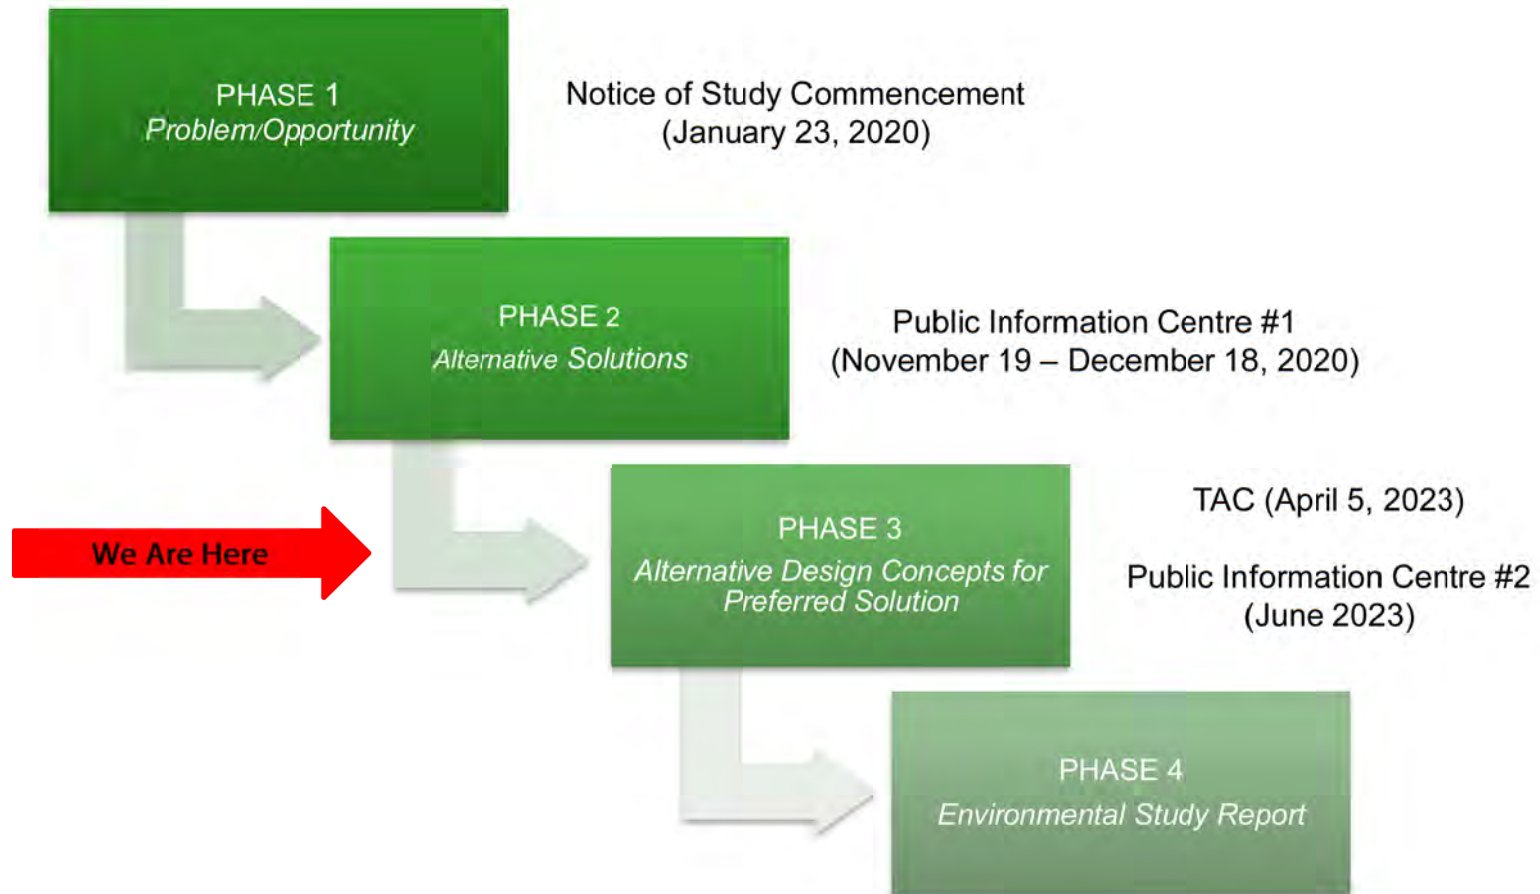 PHASE 1
Problem/Opportunity
Notice of Study Commencement
(January 23, 2020)
PHASE 2
Alternative Solutions
Public Information Centre #1
(November 19 – December 18, 2020)
We Are Here
PHASE 3
Alternative Design Concepts for
Preferred Solution
TAC (April 5, 2023)
Public Information Centre #2
(June 2023)
PHASE 4
Environmental Study Report